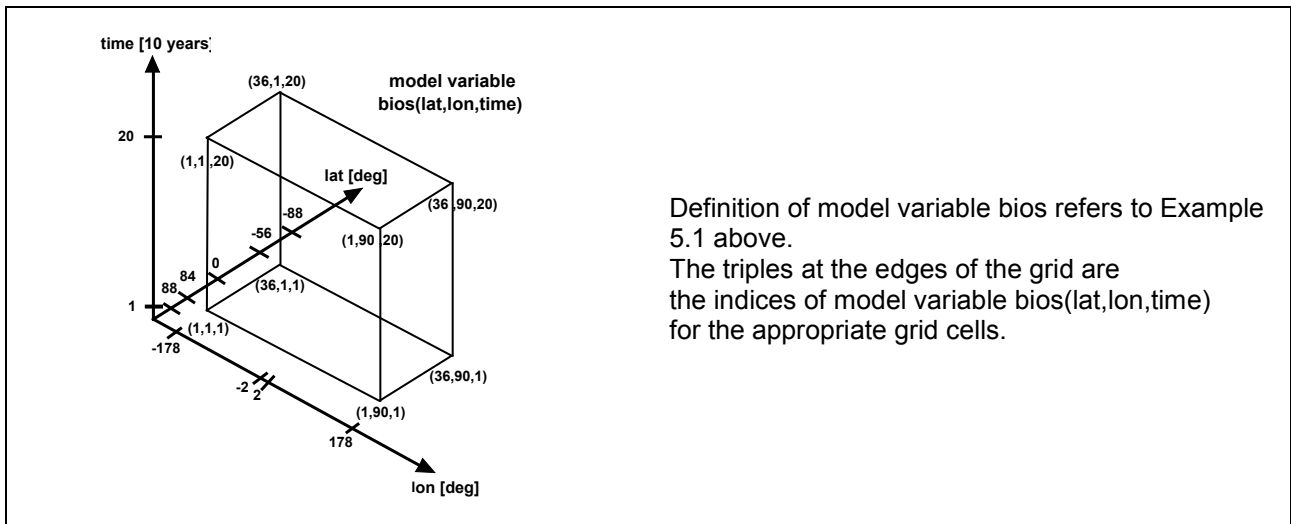 time [10 years]
(36,1,20)
model variable
bios(lat,lon,time)
20
(1,1,20)
lat [deg]
-88
(36,90,20)
-56
(1,90,20)
0
84
88
(36,1,1)
1
(1,1,1)
-178
(36,90,1)
-2
2
(1,90,1)
178
lon [deg]
Definition of model variable bios refers to Example
5.1 above.
The triples at the edges of the grid are
the indices of model variable bios(lat,lon,time)
for the appropriate grid cells.